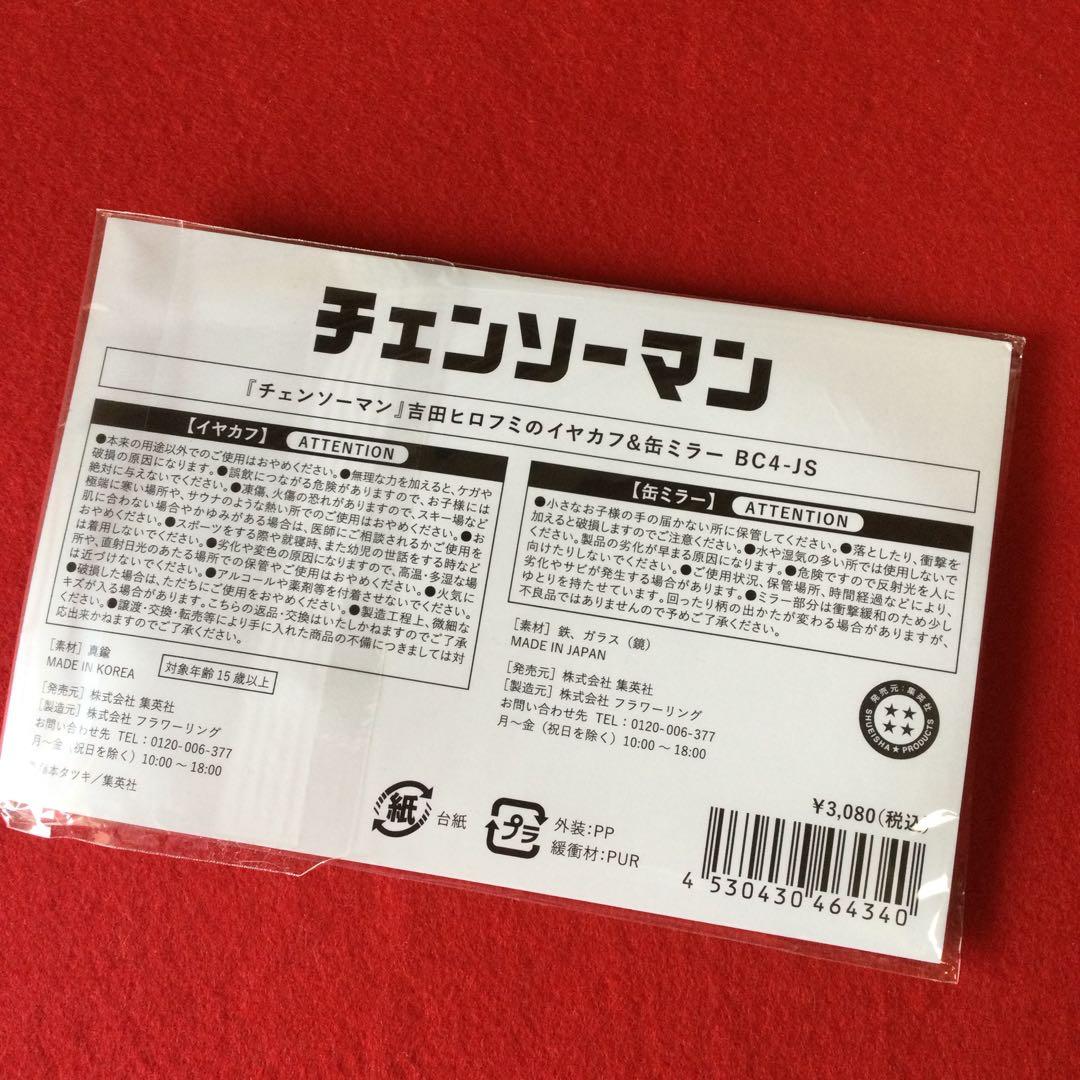 チェンソーマン
『チェンソーマン』吉田ヒロフミのイヤカフ&缶ミラー BC4-JS
【イヤカフ】 ATTENTION
●本来の用途以外でのご使用はおやめください。●無理な力を加えると、ケガや
破損の原因になります。●誤飲につながる危険がありますので、お子様には
絶対に与えないでください。●凍傷、火傷の恐れがありますので、スキー場など
極端に寒い場所や、サウナのような熱い所でのご使用はおやめください。●お
肌に合わない場合やかゆみがある場合は、医師にご相談されるかご使用を
おやめください。●スポーツをする際や就寝時、また幼児の世話をする時など
は着用しないでください。●劣化や変色の原因になりますので、高温・多湿な場
所や、直射日光のあたる場所での保管やご使用はおやめください。●火気に
は近づけないでください。●アルコールや薬剤等を付着させないでください。
●破損した場合は、ただちにご使用をおやめください。●製造工程上、微細な
キズが入る場合があります。こちらの返品・交換はいたしかねますのでご了承
ください。●譲渡・交換・転売等により手に入れた商品の不備につきましては対
応出来かねますのでご了承ください。
[素材] 真鍮
MADE IN KOREA 対象年齢 15歳以上
[発売元] 株式会社 集英社
[製造元] 株式会社 フラワーリング
お問い合わせ先 TEL:0120-006-377
月〜金(祝日を除く) 10:00 〜 18:00
本タツキ/集英社
【缶ミラー】 ATTENTION
●小さなお子様の手の届かない所に保管してください。●落としたり、衝撃を
加えると破損しますのでご注意ください。●水や湿気の多い所では使用しないで
ください。製品の劣化が早まる原因になります。●危険ですので反射光を人に
向けたりしないでください。●ご使用状況、保管場所、時間経過などにより、
劣化やサビが発生する場合があります。●ミラー部分は衝撃緩和のため少し
ゆとりを持たせています。回ったり柄の出かたが変わる場合がありますが、
不良品ではありませんので予めご了承ください。
[素材] 鉄、ガラス(鏡)
MADE IN JAPAN
[発売元] 株式会社 集英社
[製造元] 株式会社 フラワーリング
お問い合わせ先 TEL:0120-006-377
月〜金(祝日を除く) 10:00 〜 18:00
発売元:集英社
SHUEISHA★PRODUCTS
紙 台紙
プラ 外装:PP
緩衝材:PUR
¥3,080(税込)
4 530430 464340